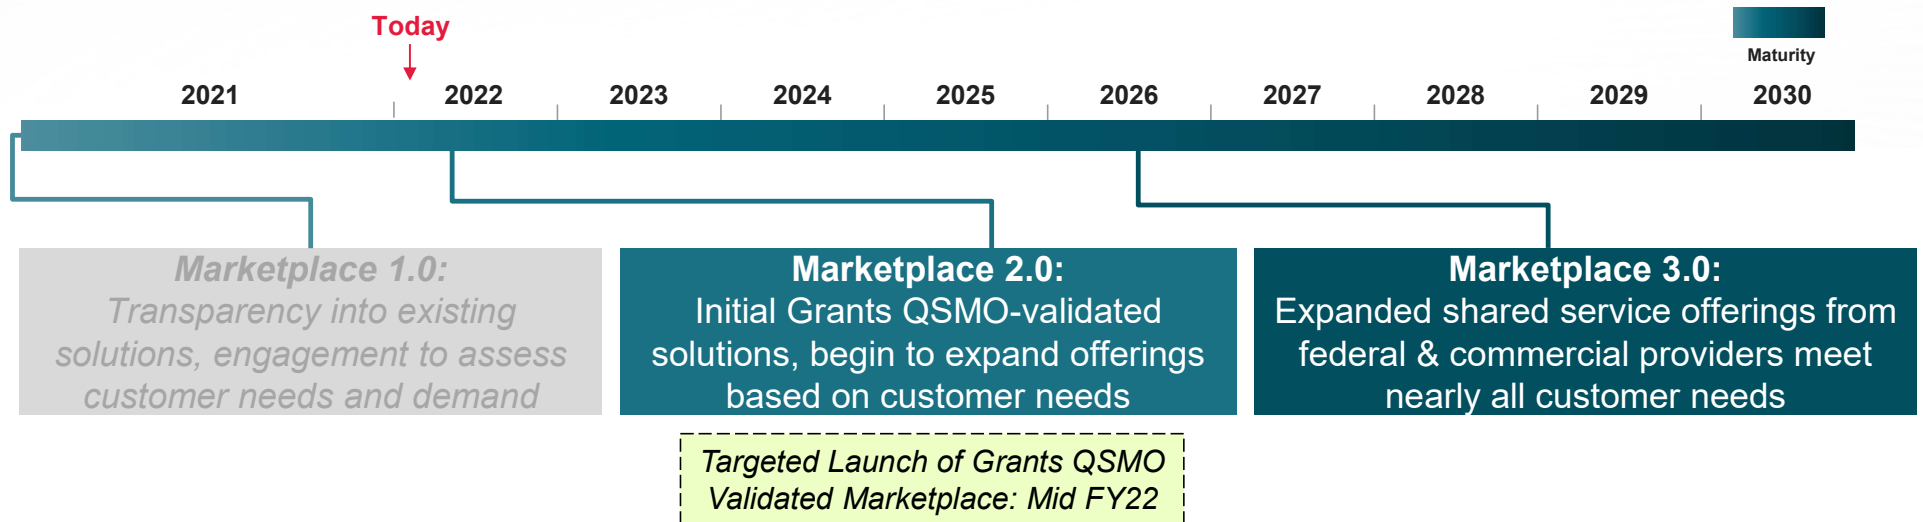 Today
Maturity
2021 2022 2023 2024 2025 2026 2027 2028 2029 2030
Marketplace 1.0:
Transparency into existing
solutions, engagement to assess
customer needs and demand
Marketplace 2.0:
Initial Grants QSMO-validated
solutions, begin to expand offerings
based on customer needs
Marketplace 3.0:
Expanded shared service offerings from
federal & commercial providers meet
nearly all customer needs
Targeted Launch of Grants QSMO
Validated Marketplace: Mid FY22